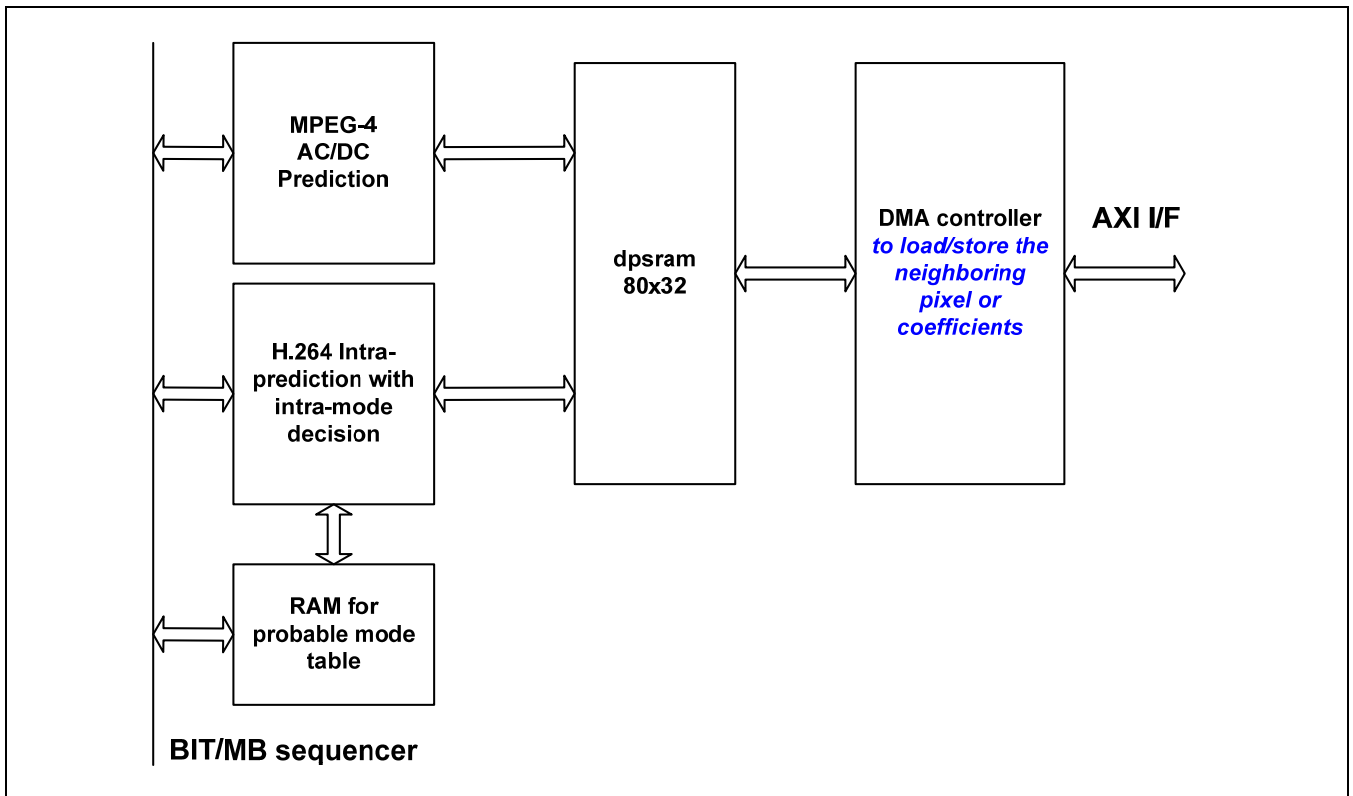 MPEG-4
AC/DC
Prediction
H.264 Intra-
prediction with
intra-mode
decision
RAM for
probable mode
table
BIT/MB sequencer
dpsram
80x32
DMA controller
to load/store the
neighboring
pixel or
coefficients
AXI I/F